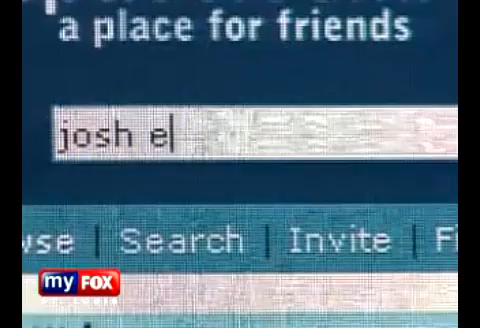 a place for friends
josh e
wse | Search | Invite | F
my FOX